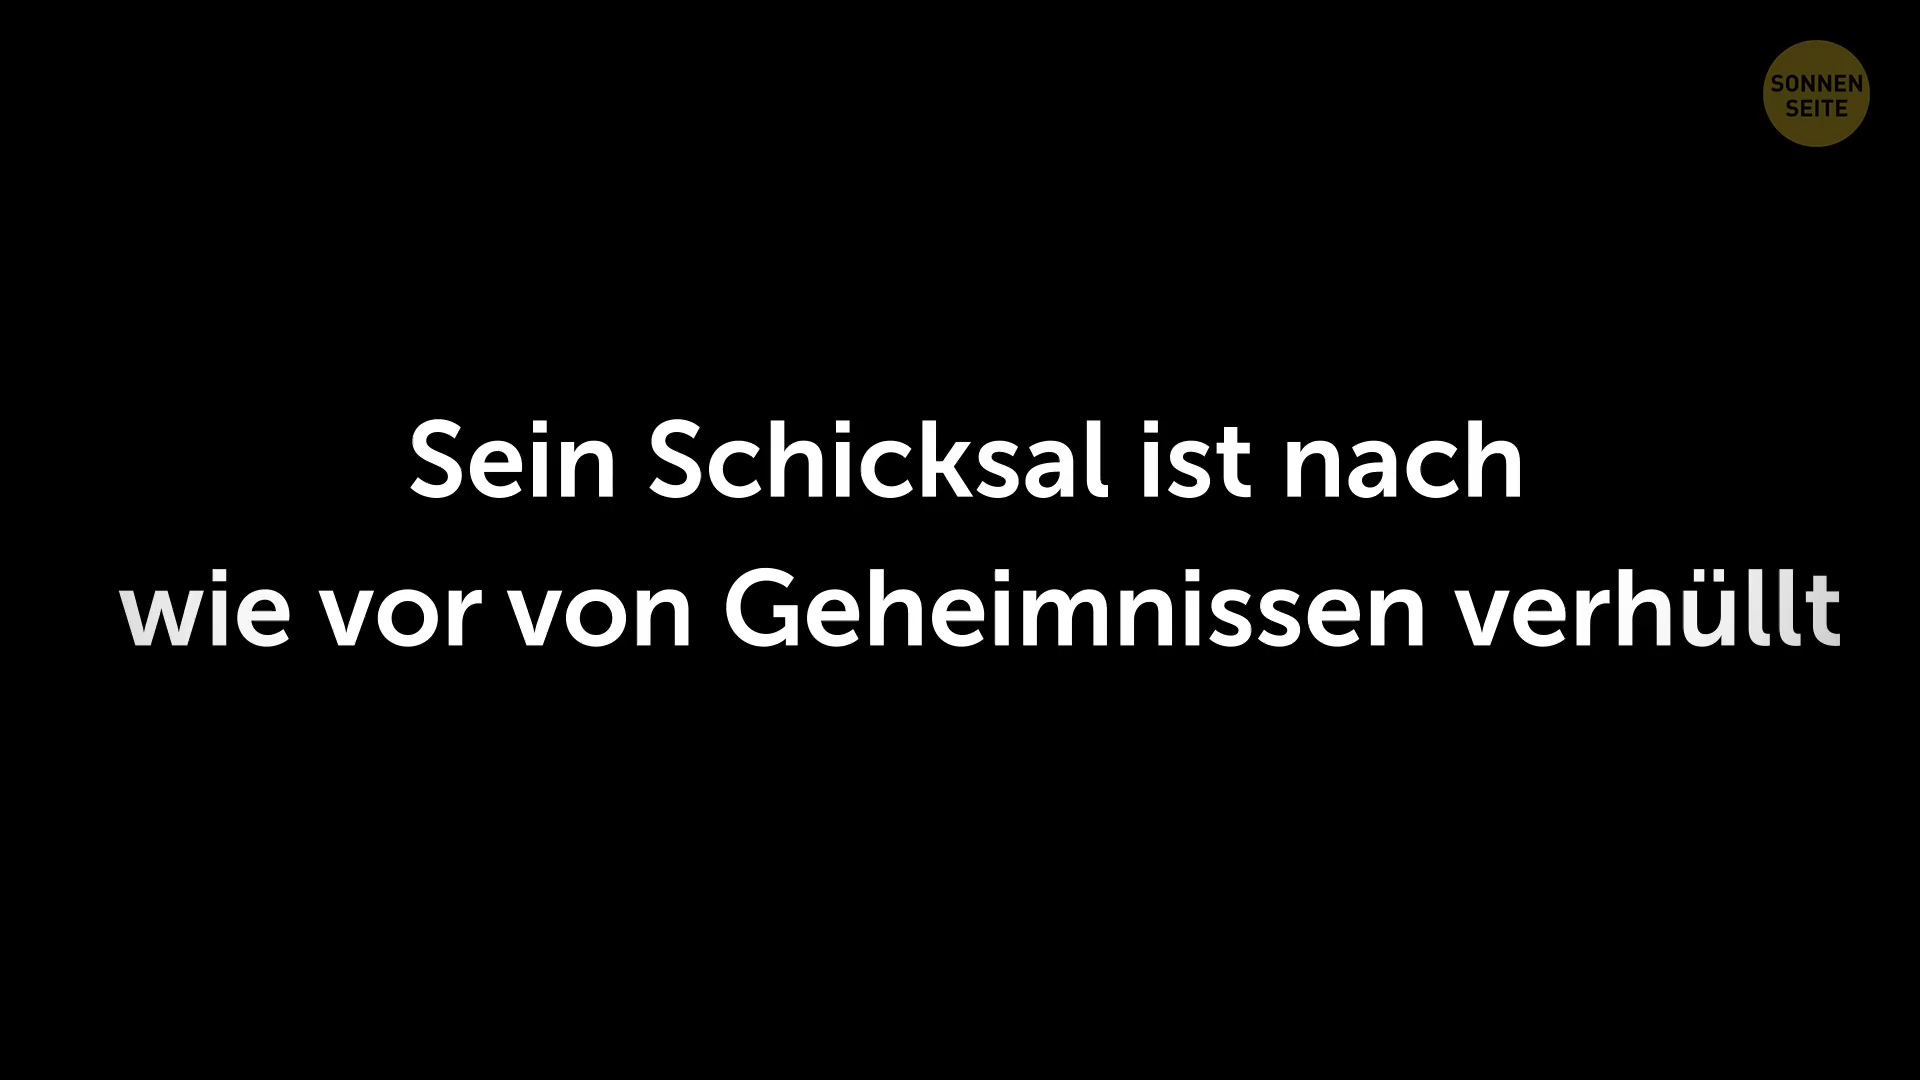 SONNEN
SEITE
Sein Schicksal ist nach
wie vor von Geheimnissen verhüllt